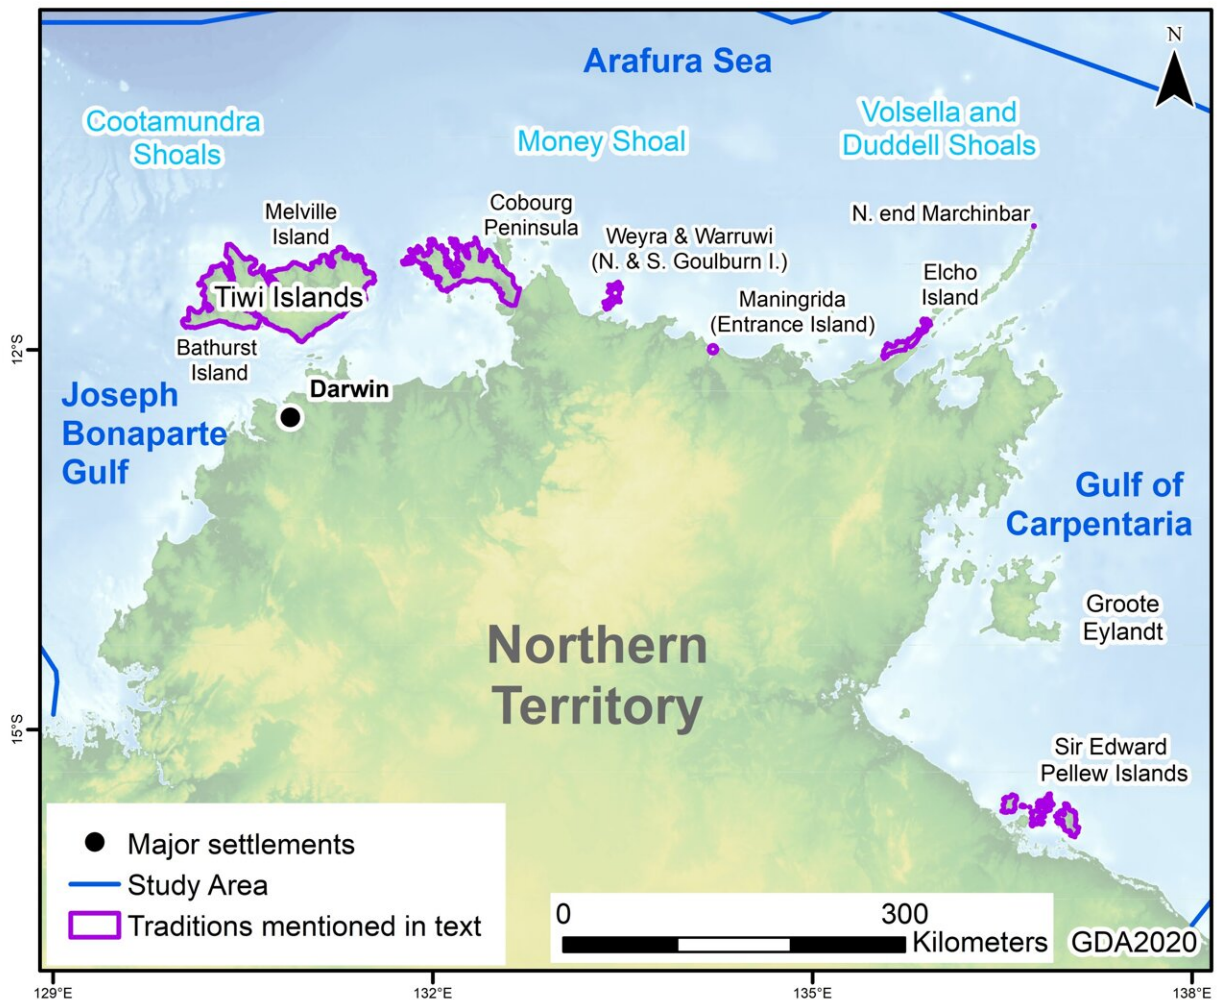 Arafura Sea
N
Cootamundra
Shoals
Money Shoal
Volsella and
Duddell Shoals
Melville
Island
Cobourg
Peninsula
N. end Marchinbar
Weyra & Warruwi
(N. & S. Goulburn I.)
Elcho
Island
Tiwi Islands
Maningrida
(Entrance Island)
Bathurst
Island
12°S
Darwin
Joseph
Bonaparte
Gulf
Gulf of
Carpentaria
Groote
Eylandt
Northern
Territory
15°S
Sir Edward
Pellew Islands
Major settlements
Study Area
Traditions mentioned in text
0 300
Kilometers
GDA2020
129°E 132°E 135°E 138°E